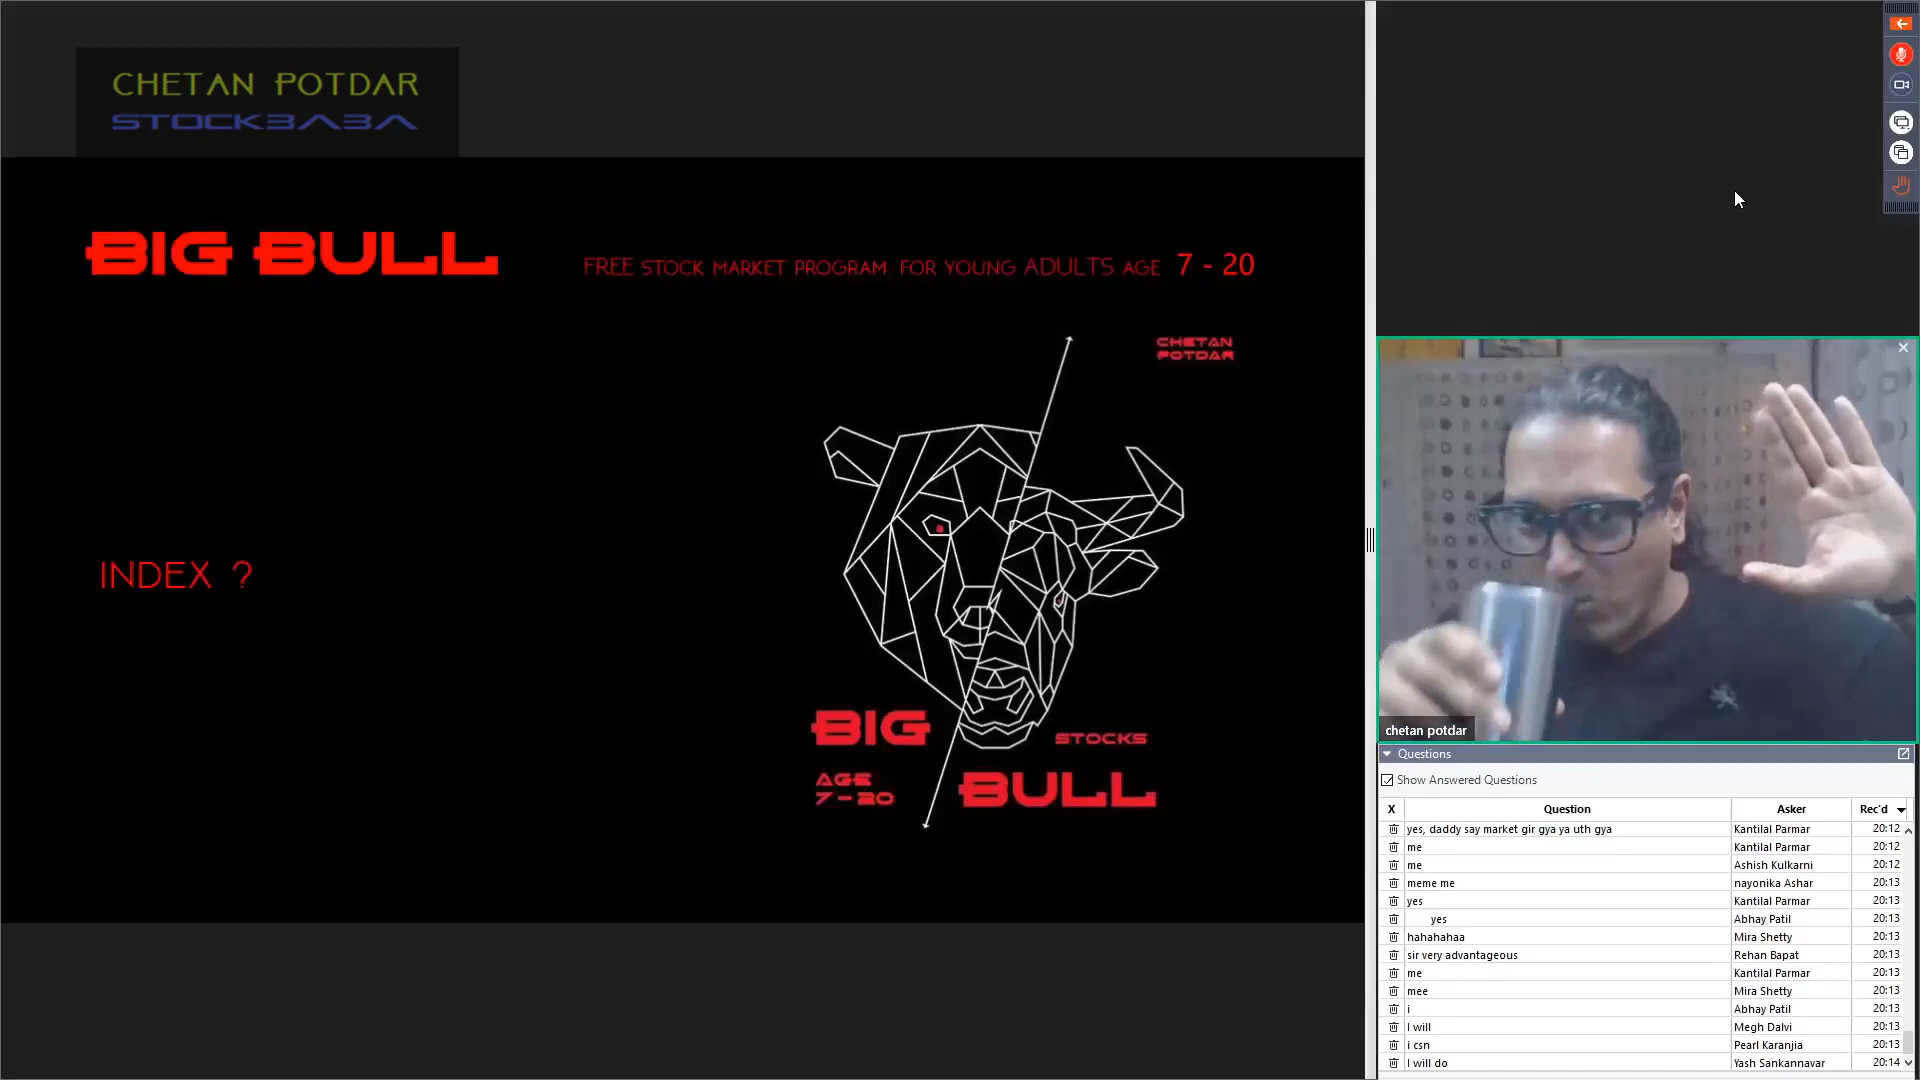 CHETAN POTDAR
STOCKBABA
BIG BULL
FREE STOCK MARKET PROGRAM FOR YOUNG ADULTS AGE 7 - 20
CHETAN
POTDAR
INDEX ?
BIG
STOCKS
AGE
7 - 20
BULL
chetan potdar
Questions
Show Answered Questions
X Question Asker Rec'd
yes, daddy say market gir gya ya uth gya Kantilal Parmar 20:12
me Kantilal Parmar 20:12
me Ashish Kulkarni 20:12
meme me nayonika Ashar 20:13
yes Kantilal Parmar 20:13
yes Abhay Patil 20:13
hahahahaa Mira Shetty 20:13
sir very advantageous Rehan Bapat 20:13
me Kantilal Parmar 20:13
mee Mira Shetty 20:13
i Abhay Patil 20:13
I will Megh Dalvi 20:13
i csn Pearl Karanjia 20:13
I will do Yash Sankannavar 20:14